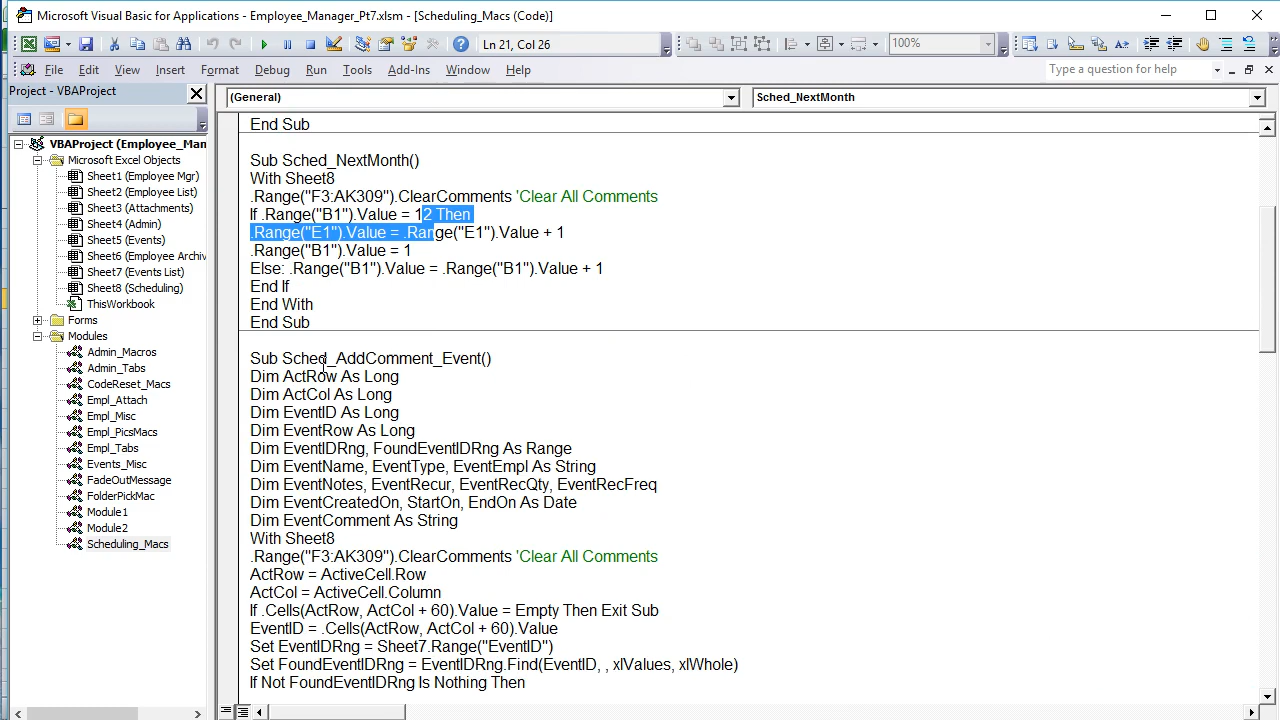 Microsoft Visual Basic for Applications - Employee_Manager_Pt7.xlsm - [Scheduling_Macs (Code)]
Ln 21, Col 26
100%
File Edit View Insert Format Debug Run Tools Add-Ins Window Help
Type a question for help
Project - VBAProject
(General)
Sched_NextMonth
VBAProject (Employee_Man
Microsoft Excel Objects
Sheet1 (Employee Mgr)
Sheet2 (Employee List)
Sheet3 (Attachments)
Sheet4 (Admin)
Sheet5 (Events)
Sheet6 (Employee Archiv
Sheet7 (Events List)
Sheet8 (Scheduling)
ThisWorkbook
Forms
Modules
Admin_Macros
Admin_Tabs
CodeReset_Macs
Empl_Attach
Empl_Misc
Empl_PicsMacs
Empl_Tabs
Events_Misc
FadeOutMessage
FolderPickMac
Module1
Module2
Scheduling_Macs
End Sub
Sub Sched_NextMonth()
With Sheet8
.Range("F3:AK309").ClearComments 'Clear All Comments
If .Range("B1").Value = 12 Then
.Range("E1").Value = .Range("E1").Value + 1
.Range("B1").Value = 1
Else: .Range("B1").Value = .Range("B1").Value + 1
End If
End With
End Sub
Sub Sched_AddComment_Event()
Dim ActRow As Long
Dim ActCol As Long
Dim EventID As Long
Dim EventRow As Long
Dim EventIDRng, FoundEventIDRng As Range
Dim EventName, EventType, EventEmpl As String
Dim EventNotes, EventRecur, EventRecQty, EventRecFreq
Dim EventCreatedOn, StartOn, EndOn As Date
Dim EventComment As String
With Sheet8
.Range("F3:AK309").ClearComments 'Clear All Comments
ActRow = ActiveCell.Row
ActCol = ActiveCell.Column
If .Cells(ActRow, ActCol + 60).Value = Empty Then Exit Sub
EventID = .Cells(ActRow, ActCol + 60).Value
Set EventIDRng = Sheet7.Range("EventID")
Set FoundEventIDRng = EventIDRng.Find(EventID, , xlValues, xlWhole)
If Not FoundEventIDRng Is Nothing Then